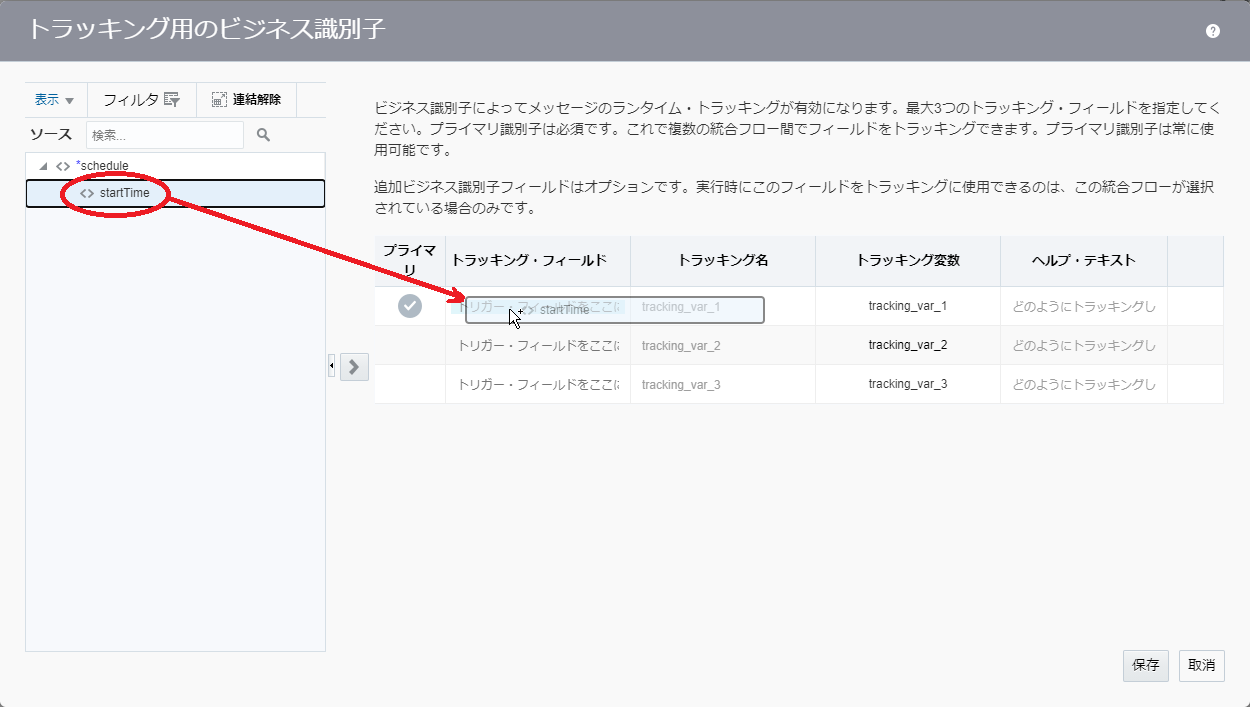 トラッキング用のビジネス識別子
?
表示
フィルタ
連結解除
ソース
検索...
*schedule
startTime
ビジネス識別子によってメッセージのランタイム・トラッキングが有効になります。最大3つのトラッキング・フィールドを指定してく
ださい。プライマリ識別子は必須です。これで複数の統合フロー間でフィールドをトラッキングできます。プライマリ識別子は常に使
用可能です。
追加ビジネス識別子フィールドはオプションです。実行時にこのフィールドをトラッキングに使用できるのは、この統合フローが選択
されている場合のみです。
プライマ
リ
トラッキング・フィールド
トラッキング名
トラッキング変数
ヘルプ・テキスト
トリガー・フィールドをここに
startTime
tracking_var_1
tracking_var_1
どのようにトラッキングし
トリガー・フィールドをここに
tracking_var_2
tracking_var_2
どのようにトラッキングし
トリガー・フィールドをここに
tracking_var_3
tracking_var_3
どのようにトラッキングし
保存
取消